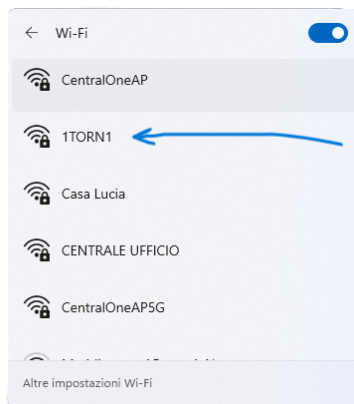 Wi-Fi
CentralOneAP
1TORN1
Casa Lucia
CENTRALE UFFICIO
CentralOneAP5G
Altre impostazioni Wi-Fi